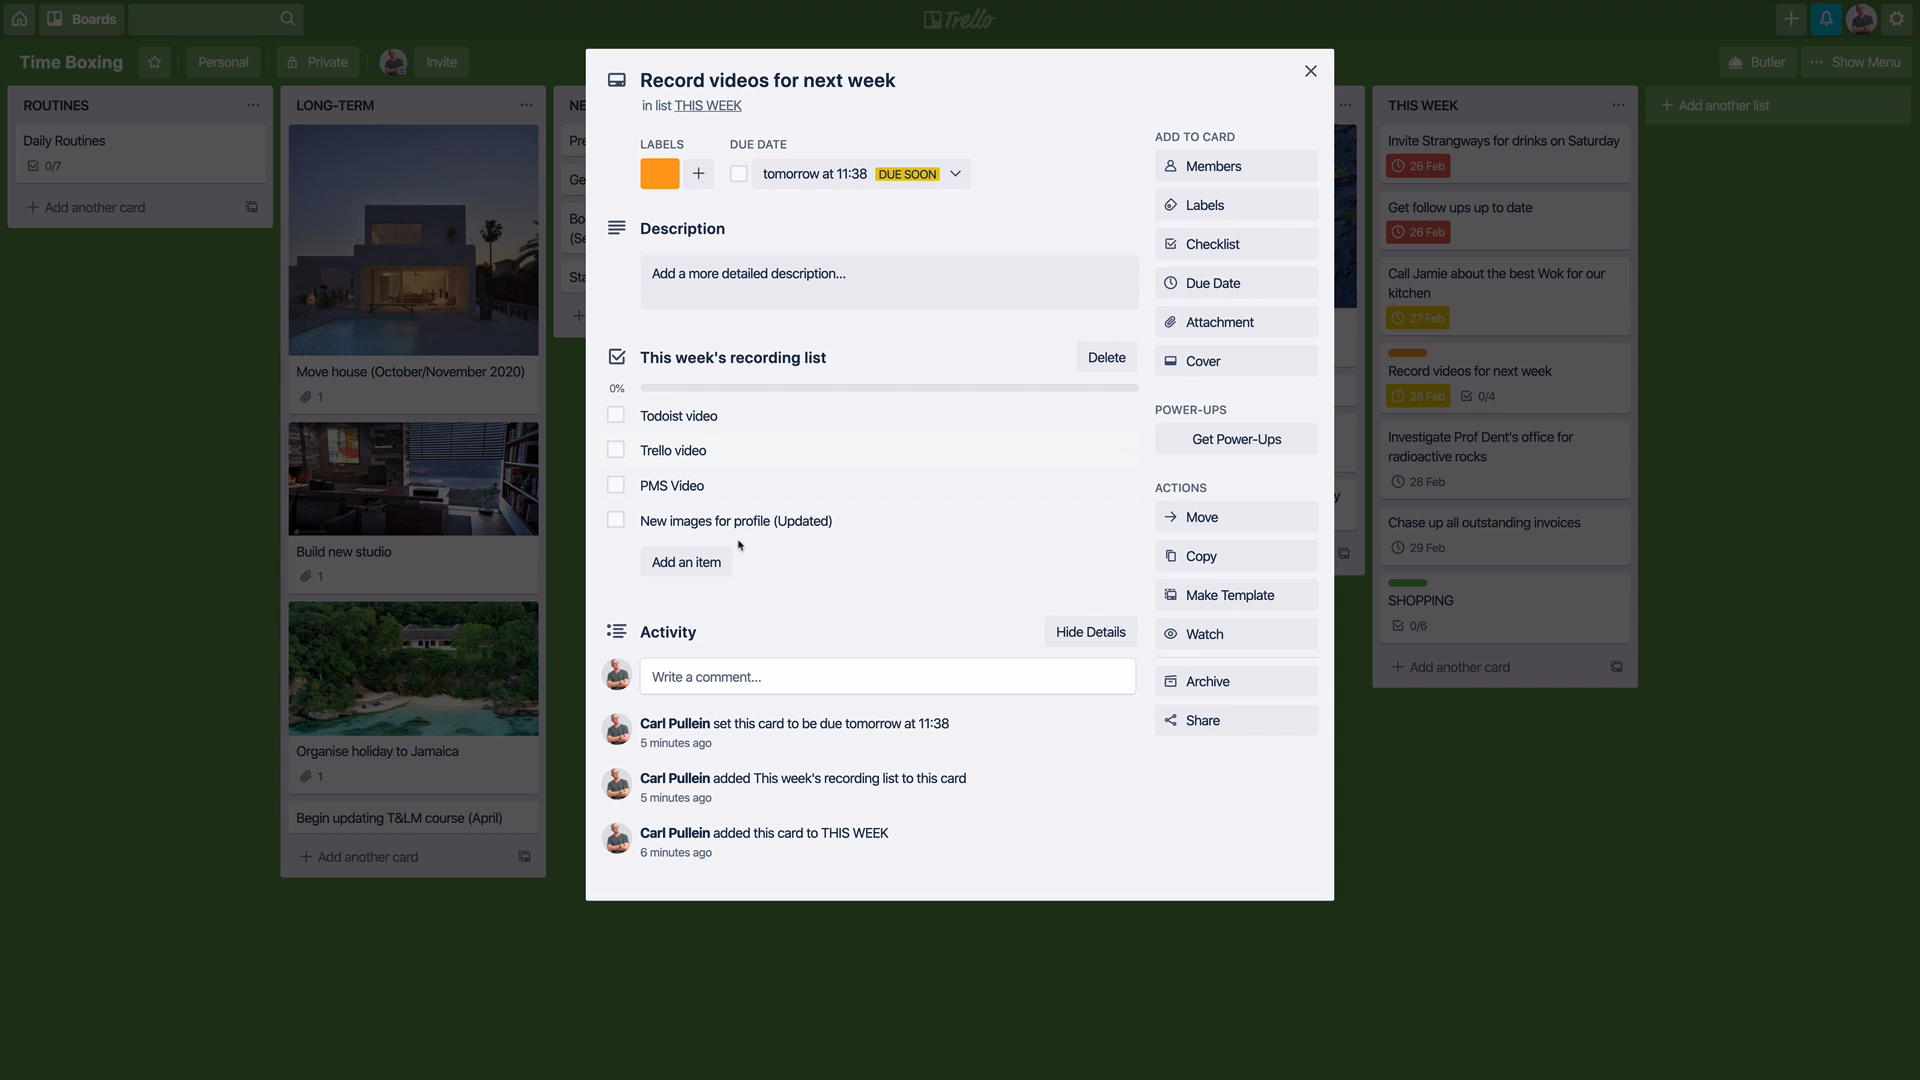 Boards
Trello
Time Boxing
Personal
Private
Invite
Butler
Show Menu
ROUTINES
Daily Routines
0/7
+ Add another card
LONG-TERM
Move house (October/November 2020)
1
Build new studio
1
Organise holiday to Jamaica
1
Begin updating T&LM course (April)
+ Add another card
NE
Pre
Ge
Bo
(Se
Sta
+
Record videos for next week
in list THIS WEEK
LABELS
DUE DATE
+
tomorrow at 11:38 DUE SOON
Description
Add a more detailed description...
This week's recording list
Delete
0%
Todoist video
Trello video
PMS Video
New images for profile (Updated)
Add an item
Activity
Hide Details
Write a comment...
Carl Pullein set this card to be due tomorrow at 11:38
5 minutes ago
Carl Pullein added This week's recording list to this card
5 minutes ago
Carl Pullein added this card to THIS WEEK
6 minutes ago
ADD TO CARD
Members
Labels
Checklist
Due Date
Attachment
Cover
POWER-UPS
Get Power-Ups
ACTIONS
Move
Copy
Make Template
Watch
Archive
Share
y
THIS WEEK
Invite Strangways for drinks on Saturday
26 Feb
Get follow ups up to date
26 Feb
Call Jamie about the best Wok for our
kitchen
27 Feb
Record videos for next week
28 Feb
0/4
Investigate Prof Dent's office for
radioactive rocks
28 Feb
Chase up all outstanding invoices
29 Feb
SHOPPING
0/6
+ Add another card
+ Add another list